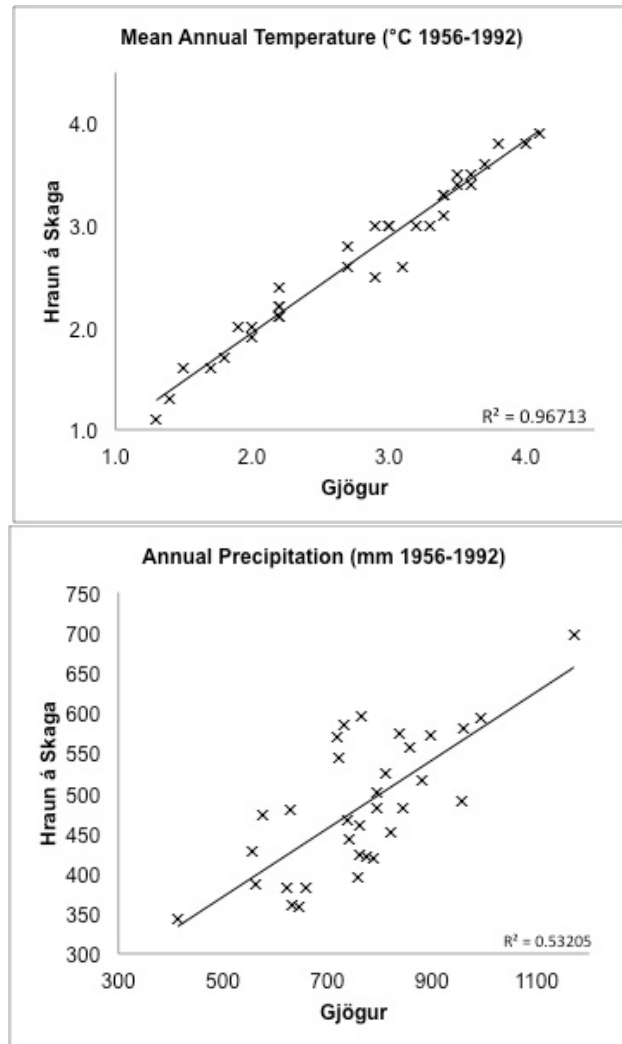 Mean Annual Temperature (°C 1956-1992)
4.0
3.0
2.0
1.0
Hraun á Skaga
R² = 0.96713
1.0 2.0 3.0 4.0
Gjögur
Annual Precipitation (mm 1956-1992)
750
700
650
600
550
500
450
400
350
300
Hraun á Skaga
R² = 0.53205
300 500 700 900 1100
Gjögur